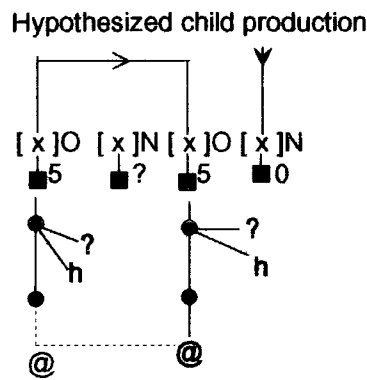 Hypothesized child production
[ x ]O [ x ]N [ x ]O [ x ]N
5 ? 5 0
? ?
h h
@ @